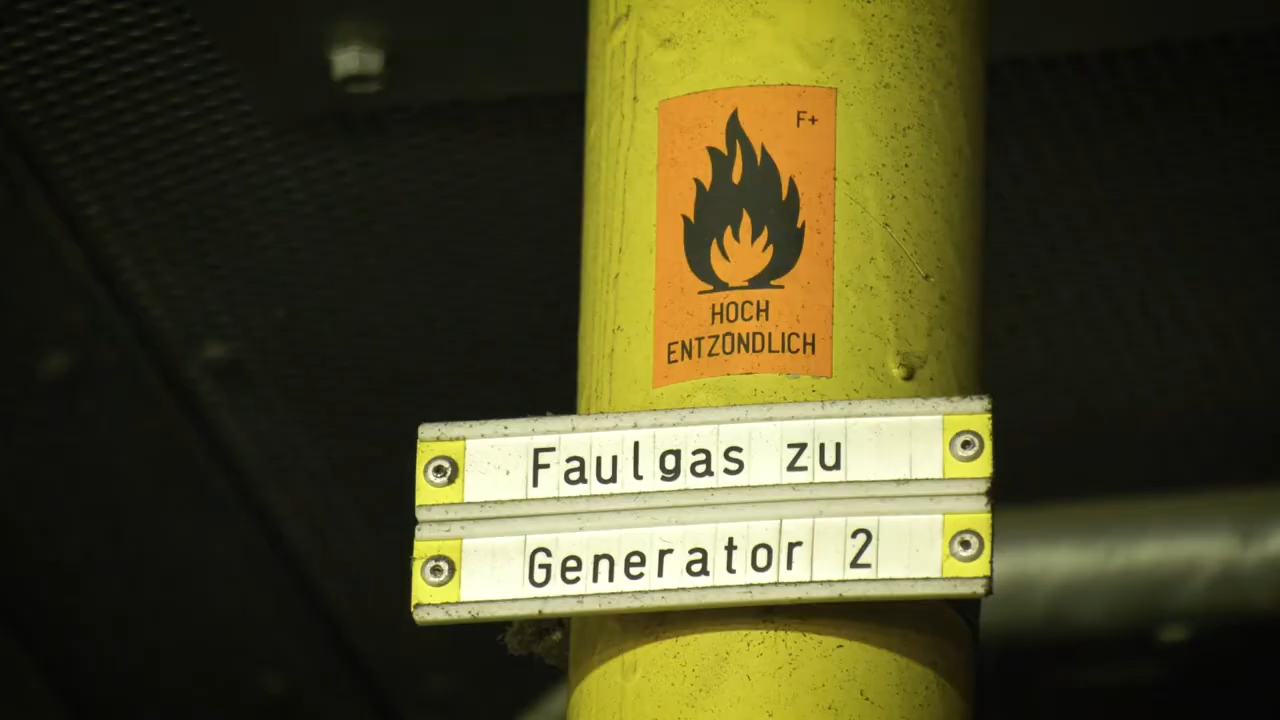 F+
HOCH
ENTZÜNDLICH
Faulgas zu
Generator 2